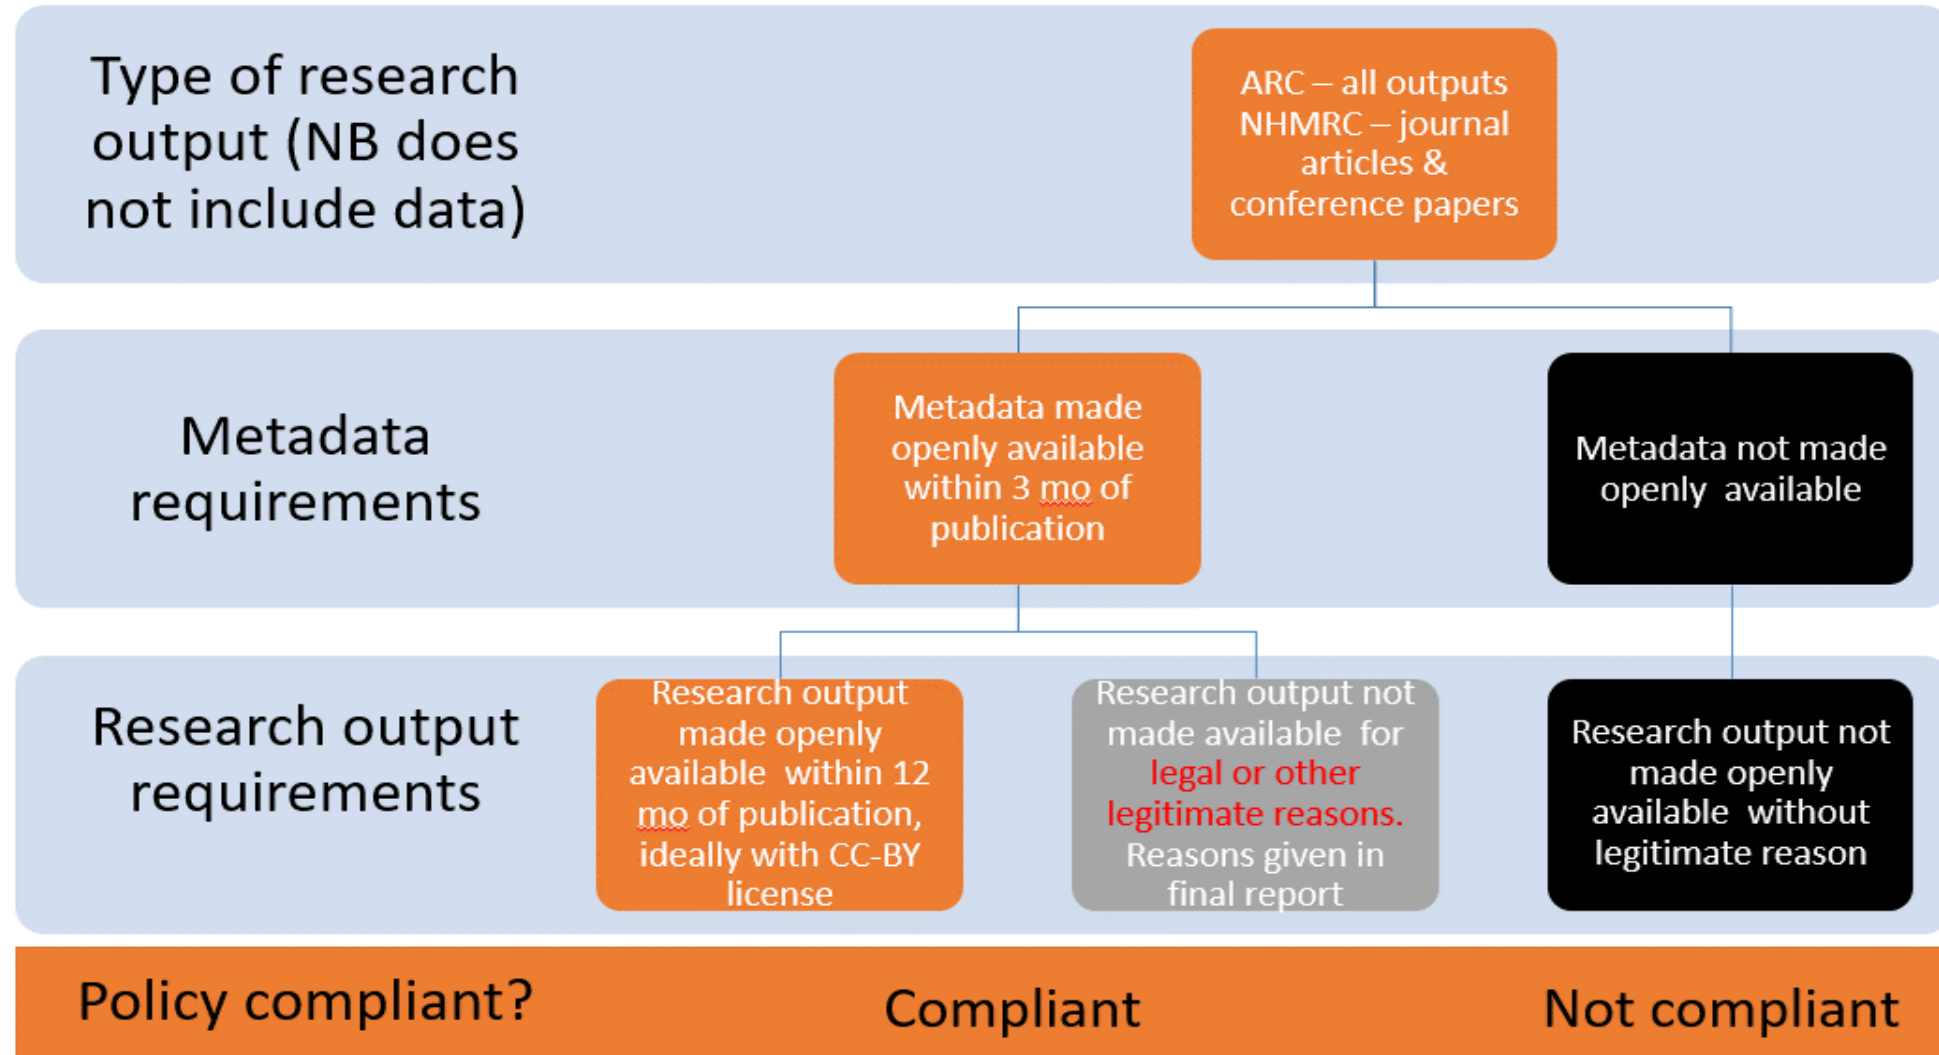 Type of research
output (NB does
not include data)
ARC – all outputs
NHMRC – journal
articles &
conference papers
Metadata
requirements
Metadata made
openly available
within 3 mo of
publication
Metadata not made
openly  available
Research output
requirements
Research output
made openly
available  within 12
mo of publication,
ideally with CC-BY
license
Research output not
made available  for
legal or other
legitimate reasons.
Reasons given in
final report
Research output not
made openly
available  without
legitimate reason
Policy compliant?
Compliant
Not compliant